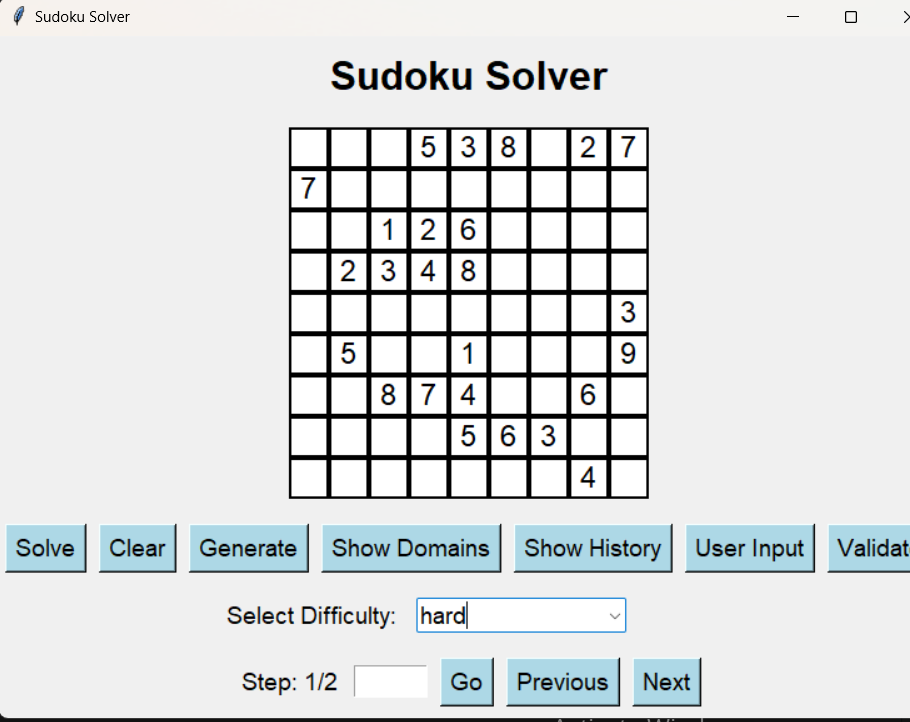 Sudoku Solver
Sudoku Solver
5 3 8 2 7
7
1 2 6
2 3 4 8
3
5 1 9
8 7 4 6
5 6 3
4
Solve Clear Generate Show Domains Show History User Input Validat
Select Difficulty: hard
Step: 1/2 Go Previous Next